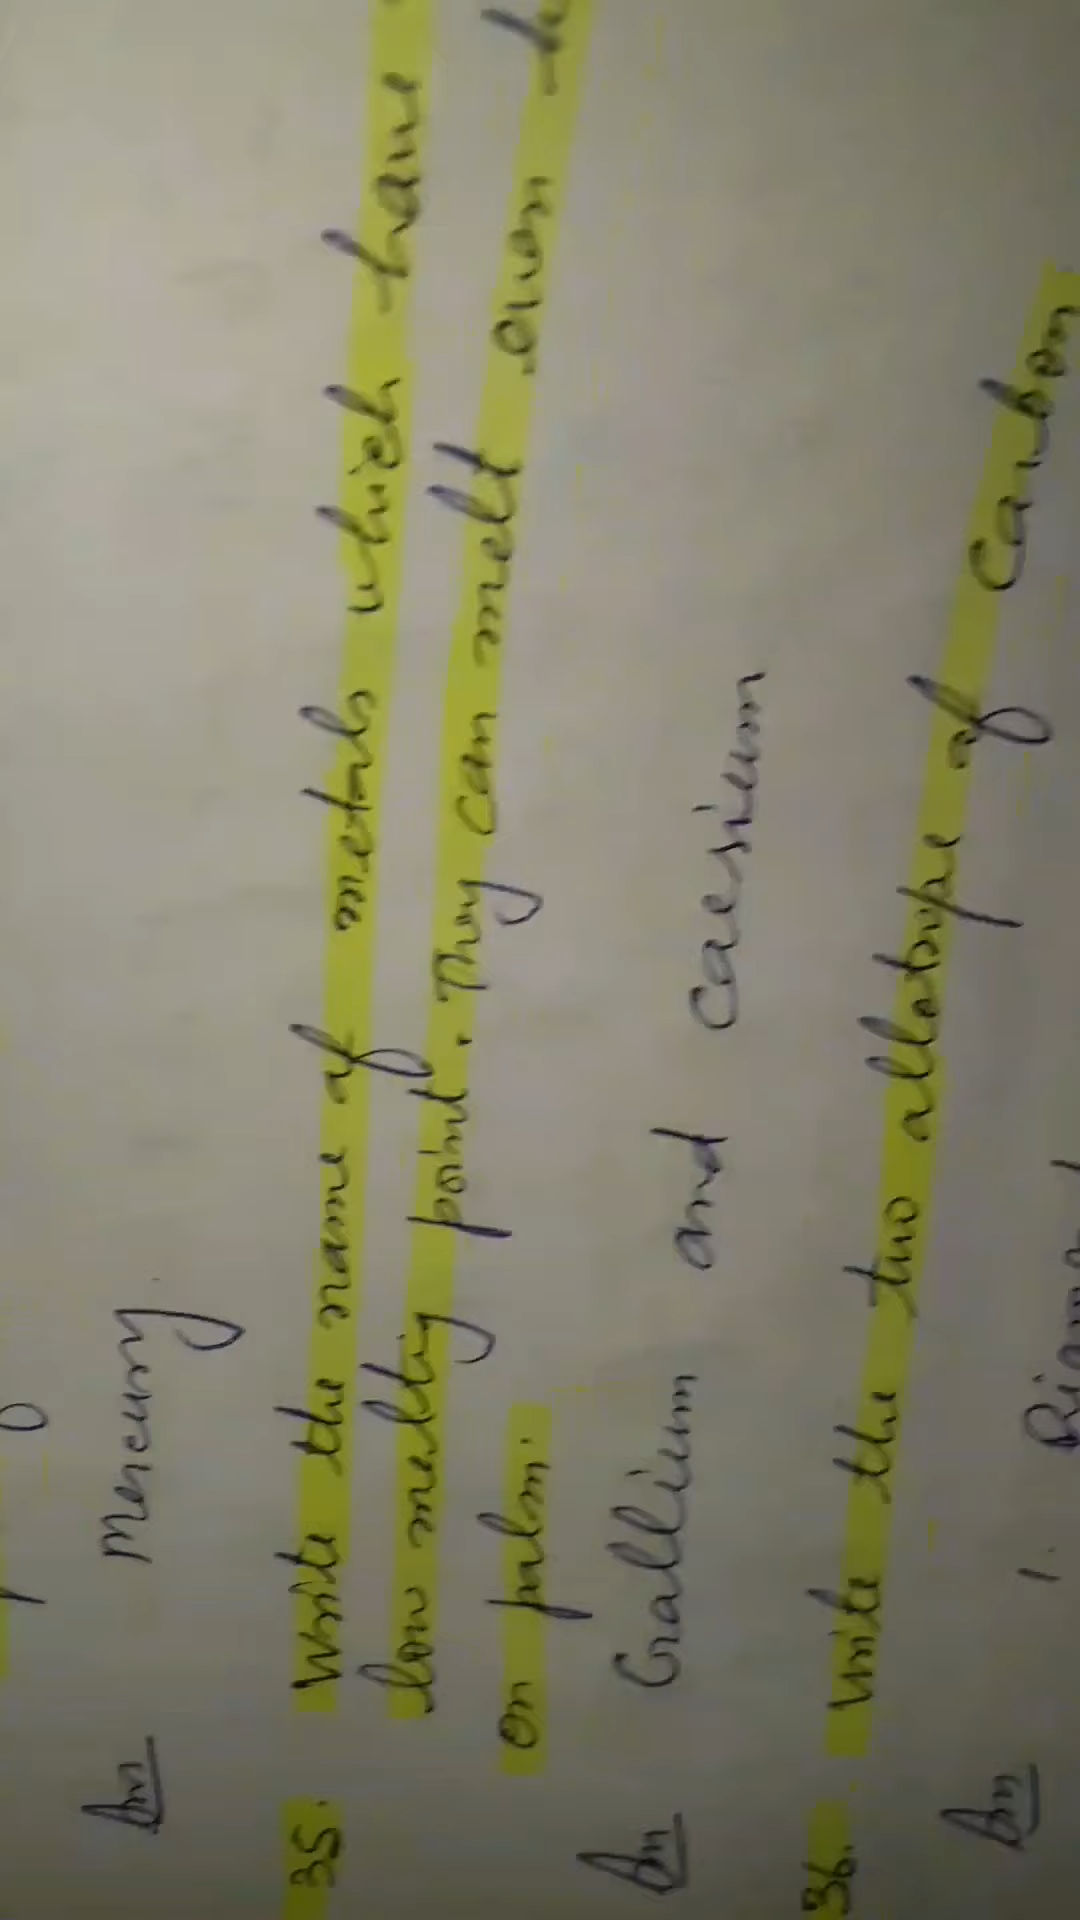 Ans Mercury
35. Write the name of metals which have
low meltig point. They can melt even
on palm.
Ans Gallium and caesium
36. Write the two allotrope of Carbon
Ans 1.